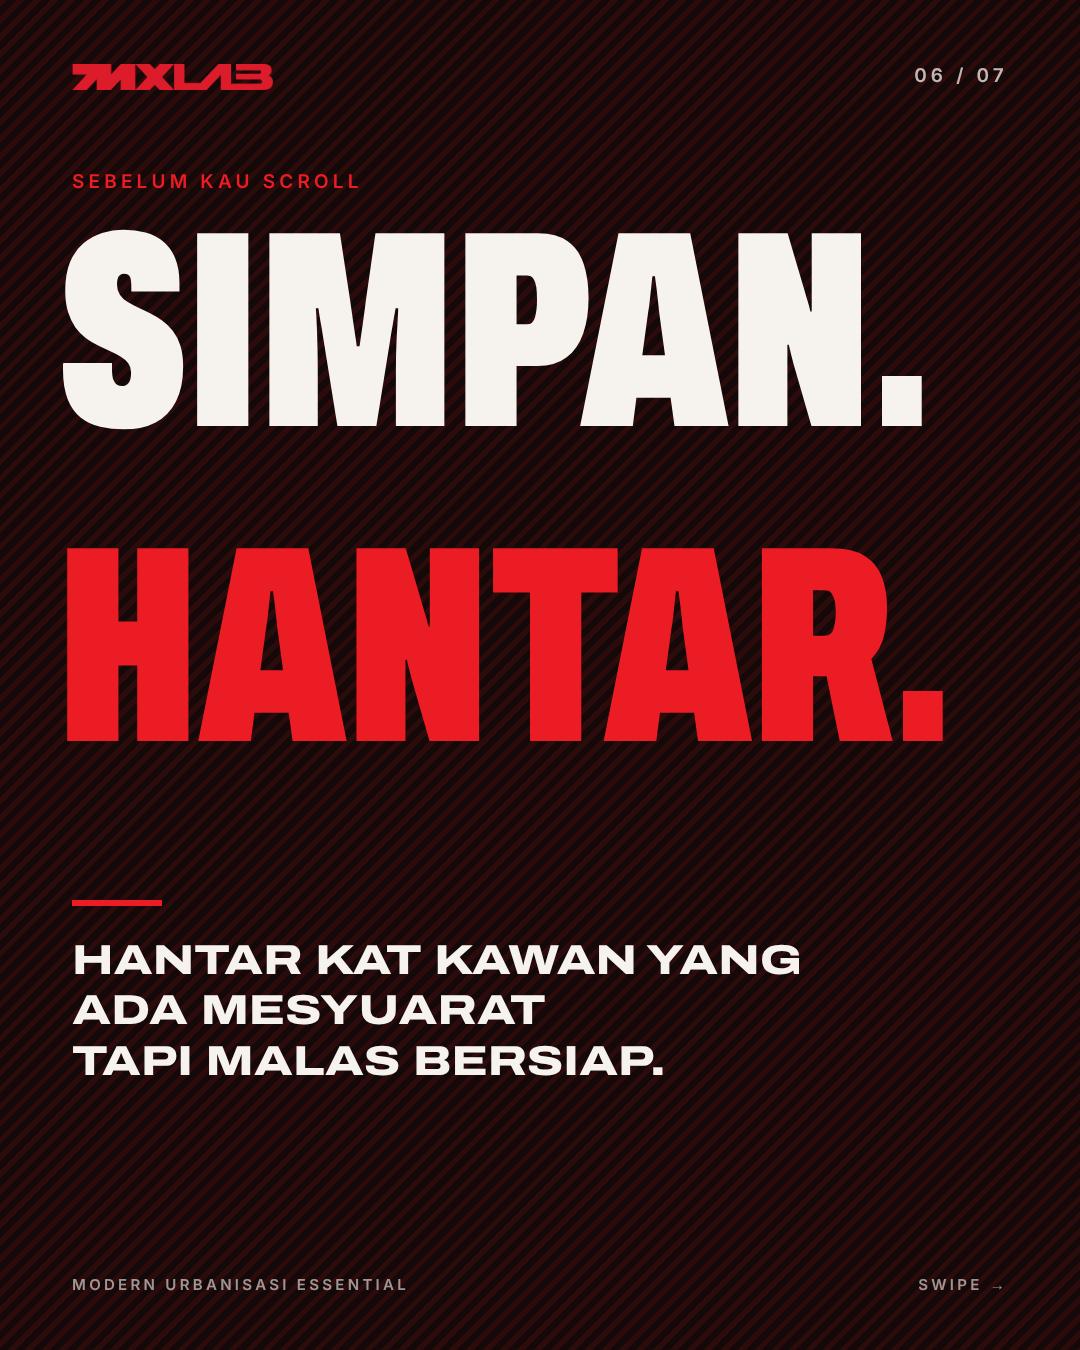 7MXLAB
06 / 07
SEBELUM KAU SCROLL
SIMPAN.
HANTAR.
HANTAR KAT KAWAN YANG
ADA MESYUARAT
TAPI MALAS BERSIAP.
MODERN URBANISASI ESSENTIAL
SWIPE →